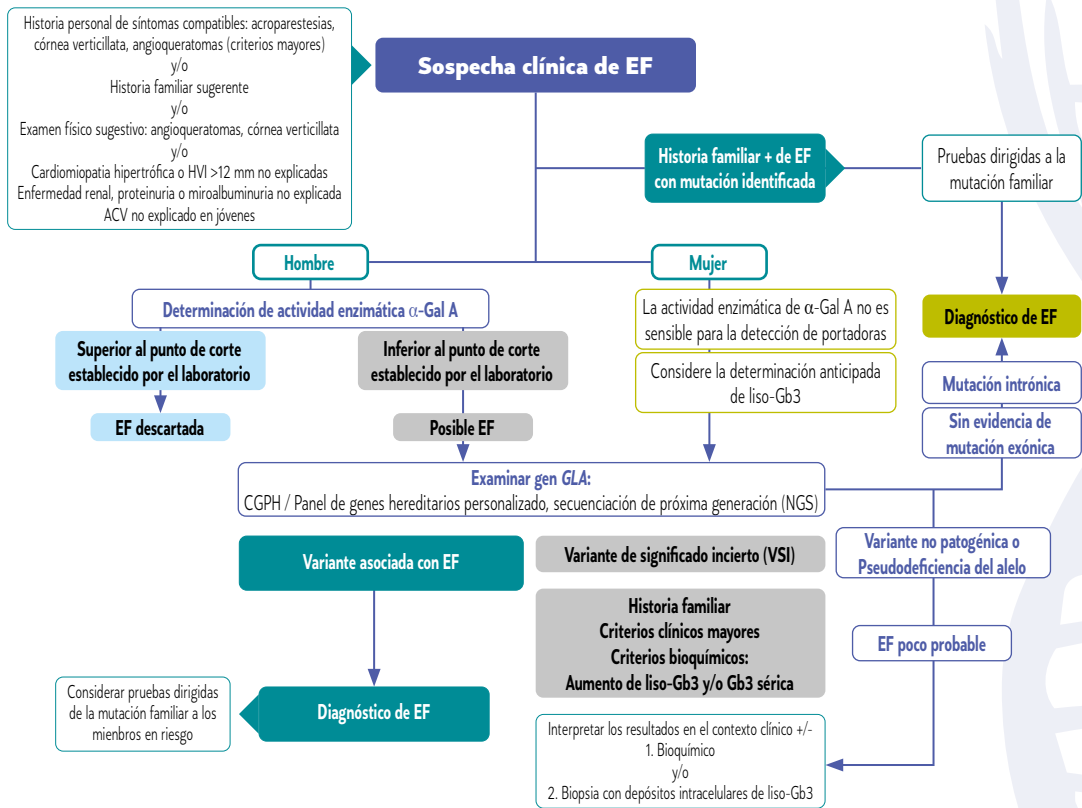 Historia personal de síntomas compatibles: acroparestesias,
córnea verticillata, angioqueratomas (criterios mayores)
y/o
Historia familiar sugerente
y/o
Examen físico sugestivo: angioqueratomas, córnea verticillata
y/o
Cardiomiopatia hipertrófica o HVI >12 mm no explicadas
Enfermedad renal, proteinuria o miroalbuminuria no explicada
ACV no explicado en jóvenes
Sospecha clínica de EF
Historia familiar + de EF
con mutación identificada
Pruebas dirigidas a la
mutación familiar
Hombre
Mujer
Determinación de actividad enzimática α-Gal A
La actividad enzimática de α-Gal A no es
sensible para la detección de portadoras
Diagnóstico de EF
Superior al punto de corte
establecido por el laboratorio
Inferior al punto de corte
establecido por el laboratorio
Considere la determinación anticipada
de liso-Gb3
Mutación intrónica
EF descartada
Posible EF
Sin evidencia de
mutación exónica
Examinar gen GLA:
CGPH / Panel de genes hereditarios personalizado, secuenciación de próxima generación (NGS)
Variante asociada con EF
Variante de significado incierto (VSI)
Variante no patogénica o
Pseudodeficiencia del alelo
Historia familiar
Criterios clínicos mayores
Criterios bioquímicos:
Aumento de liso-Gb3 y/o Gb3 sérica
EF poco probable
Considerar pruebas dirigidas
de la mutación familiar a los
miembros en riesgo
Diagnóstico de EF
Interpretar los resultados en el contexto clínico +/-
1. Bioquímico
y/o
2. Biopsia con depósitos intracelulares de liso-Gb3